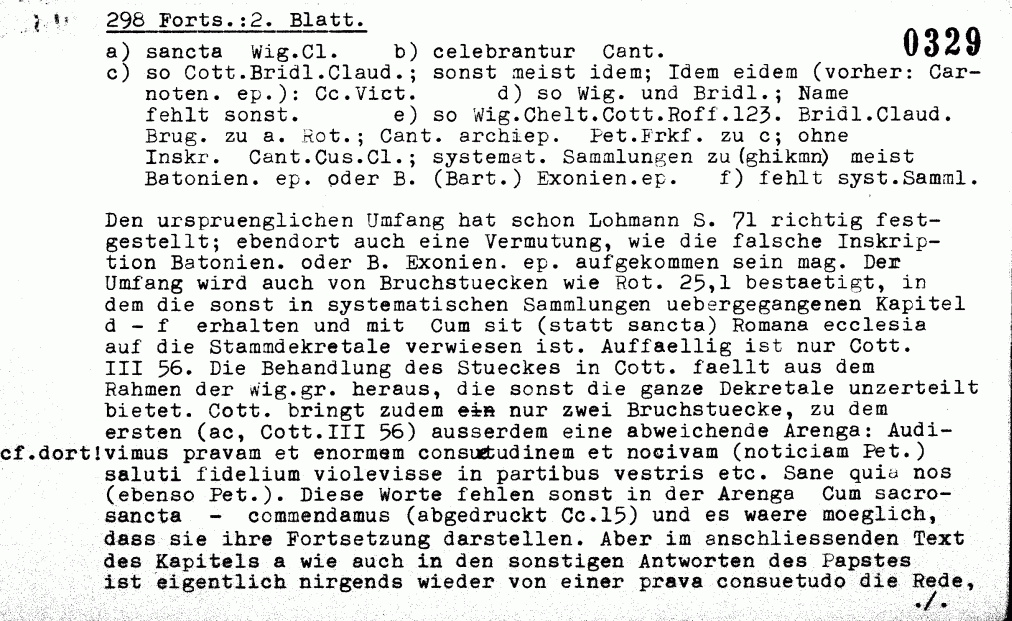 298 Forts.:2. Blatt.
0329
a) sancta Wig.Cl. b) celebrantur Cant.
c) so Cott.Bridl.Claud.; sonst meist idem; Idem eidem (vorher: Car-
noten. ep.): Cc.Vict. d) so Wig. und Bridl.; Name
fehlt sonst. e) so Wig.Chelt.Cott.Roff.123. Bridl.Claud.
Brug. zu a. Rot.; Cant. archiep. Pet.Frkf. zu c; ohne
Inskr. Cant.Cus.Cl.; systemat. Sammlungen zu (ghikmn) meist
Batonien. ep. oder B. (Bart.) Exonien.ep. f) fehlt syst.Samml.
Den urspruenglichen Umfang hat schon Lohmann S. 71 richtig fest-
gestellt; ebendort auch eine Vermutung, wie die falsche Inskrip-
tion Batonien. oder B. Exonien. ep. aufgekommen sein mag. Der
Umfang wird auch von Bruchstuecken wie Rot. 25,1 bestaetigt, in
dem die sonst in systematischen Sammlungen uebergegangenen Kapitel
d - f erhalten und mit Cum sit (statt sancta) Romana ecclesia
auf die Stammdekretale verwiesen ist. Auffaellig ist nur Cott.
III 56. Die Behandlung des Stueckes in Cott. faellt aus dem
Rahmen der Wig.gr. heraus, die sonst die ganze Dekretale unzerteilt
bietet. Cott. bringt zudem ein nur zwei Bruchstuecke, zu dem
ersten (ac, Cott.III 56) ausserdem eine abweichende Arenga: Audi-
cf.dort!vimus pravam et enormem consuetudinem et nocivam (noticiam Pet.)
saluti fidelium violevisse in partibus vestris etc. Sane quia nos
(ebenso Pet.). Diese Worte fehlen sonst in der Arenga Cum sacro-
sancta - commendamus (abgedruckt Cc.15) und es waere moeglich,
dass sie ihre Fortsetzung darstellen. Aber im anschliessenden Text
des Kapitels a wie auch in den sonstigen Antworten des Papstes
ist eigentlich nirgends wieder von einer prava consuetudo die Rede,
./.